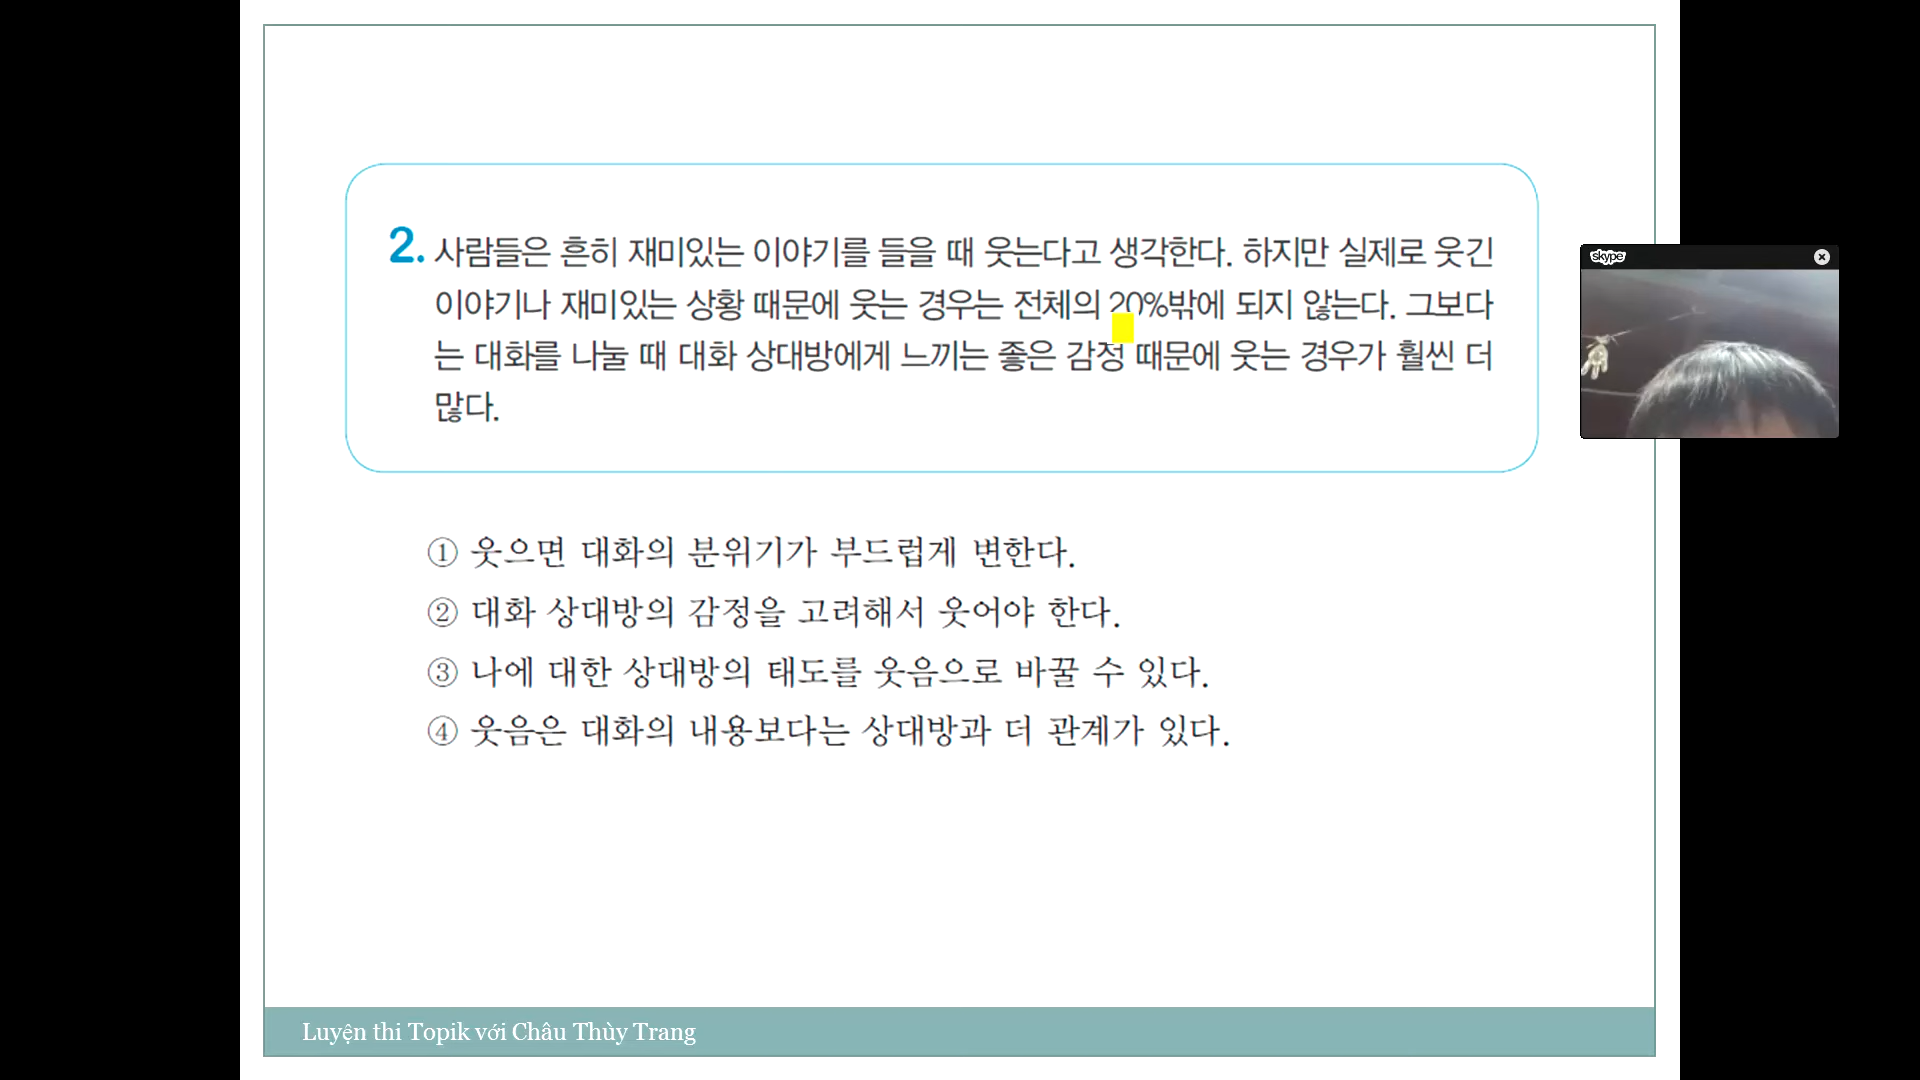 2. 사람들은 흔히 재미있는 이야기를 들을 때 웃는다고 생각한다. 하지만 실제로 웃긴
이야기나 재미있는 상황 때문에 웃는 경우는 전체의 20%밖에 되지 않는다. 그보다
는 대화를 나눌 때 대화 상대방에게 느끼는 좋은 감정 때문에 웃는 경우가 훨씬 더
많다.
skype
① 웃으면 대화의 분위기가 부드럽게 변한다.
② 대화 상대방의 감정을 고려해서 웃어야 한다.
③ 나에 대한 상대방의 태도를 웃음으로 바꿀 수 있다.
④ 웃음은 대화의 내용보다는 상대방과 더 관계가 있다.
Luyện thi Topik với Châu Thùy Trang